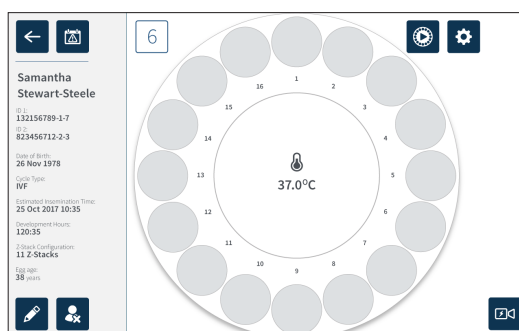 6
Samantha
Stewart-Steele
ID 1:
132156789-1-7
ID 2:
823456712-2-3
Date of Birth:
26 Nov 1978
Cycle Type:
IVF
Estimated Insemination Time:
25 Oct 2017 10:35
Development Hours:
120:35
Z-Stack Configuration:
11 Z-Stacks
Egg age:
38 years
1
2
3
4
5
6
7
8
9
10
11
12
13
14
15
16
37.0°C